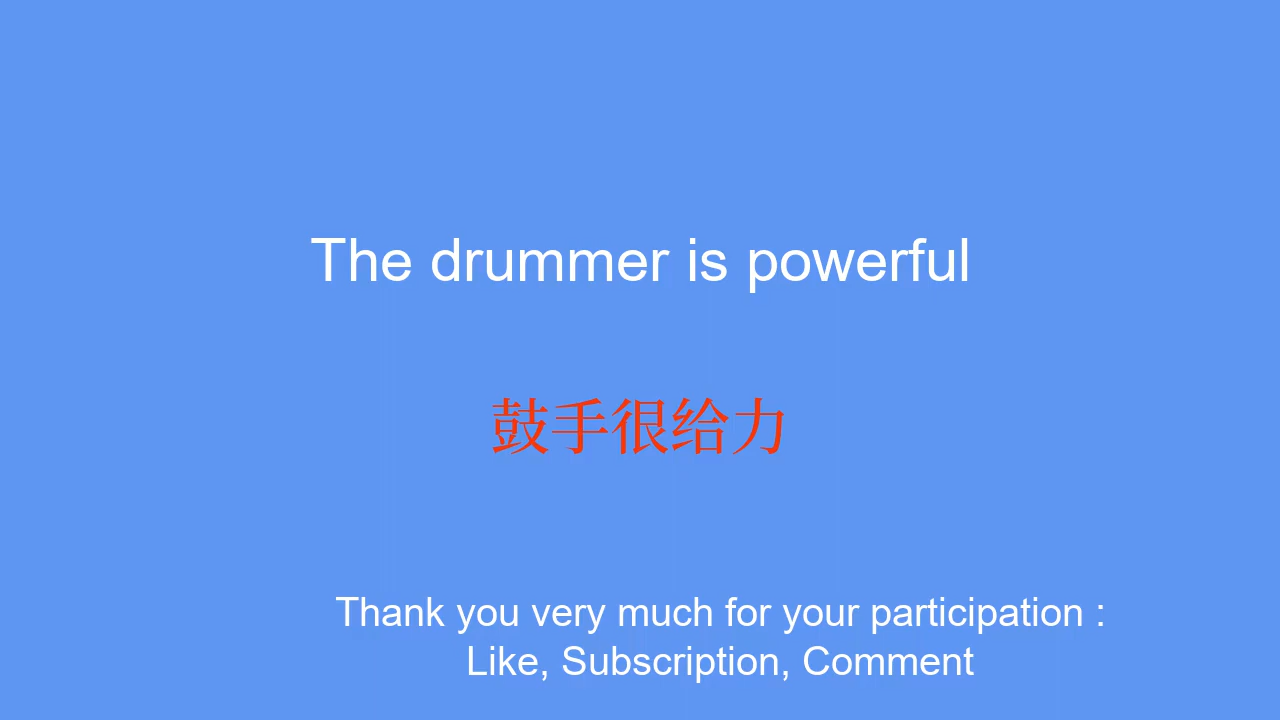 The drummer is powerful
鼓手很给力
Thank you very much for your participation :
Like, Subscription, Comment